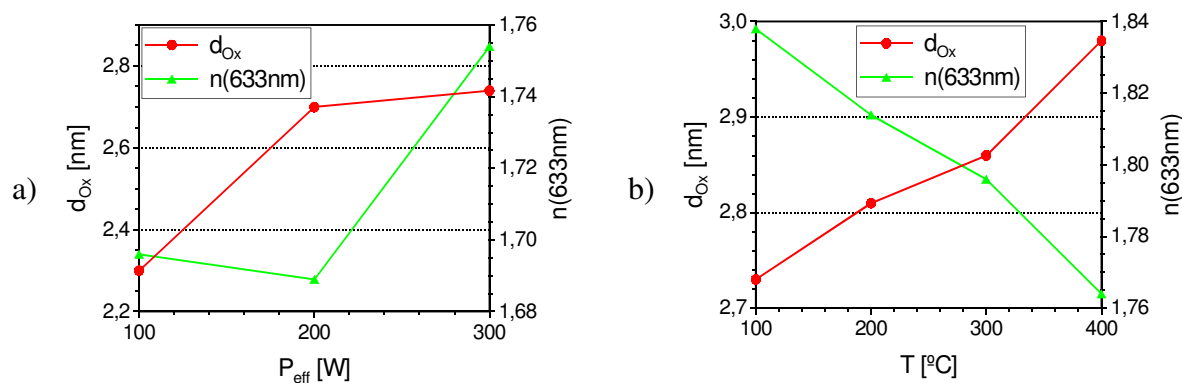 a)
d_Ox
n(633nm)
d_Ox [nm]
2,8
2,6
2,4
2,2
1,76
1,74
1,72
1,70
1,68
n(633nm)
100 200 300
P_eff [W]
b)
d_Ox
n(633nm)
d_Ox [nm]
3,0
2,9
2,8
2,7
1,84
1,82
1,80
1,78
1,76
n(633nm)
100 200 300 400
T [ºC]